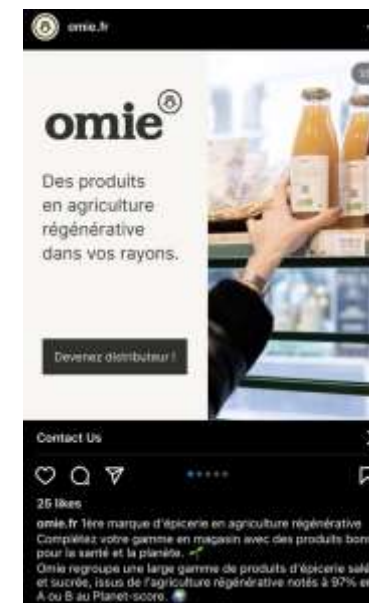 omie.fr
omie
Des produits
en agriculture
régénérative
dans vos rayons.
Devenez distributeur !
Contact Us
25 likes
omie.fr 1ère marque d'épicerie en agriculture régénérative
Complétez votre gamme en magasin avec des produits bons
pour la santé et la planète. 🌱
Omie regroupe une large gamme de produits d'épicerie salé
et sucrée, issus de l'agriculture régénérative notés à 97% en
A ou B au Planet-score. 🌍